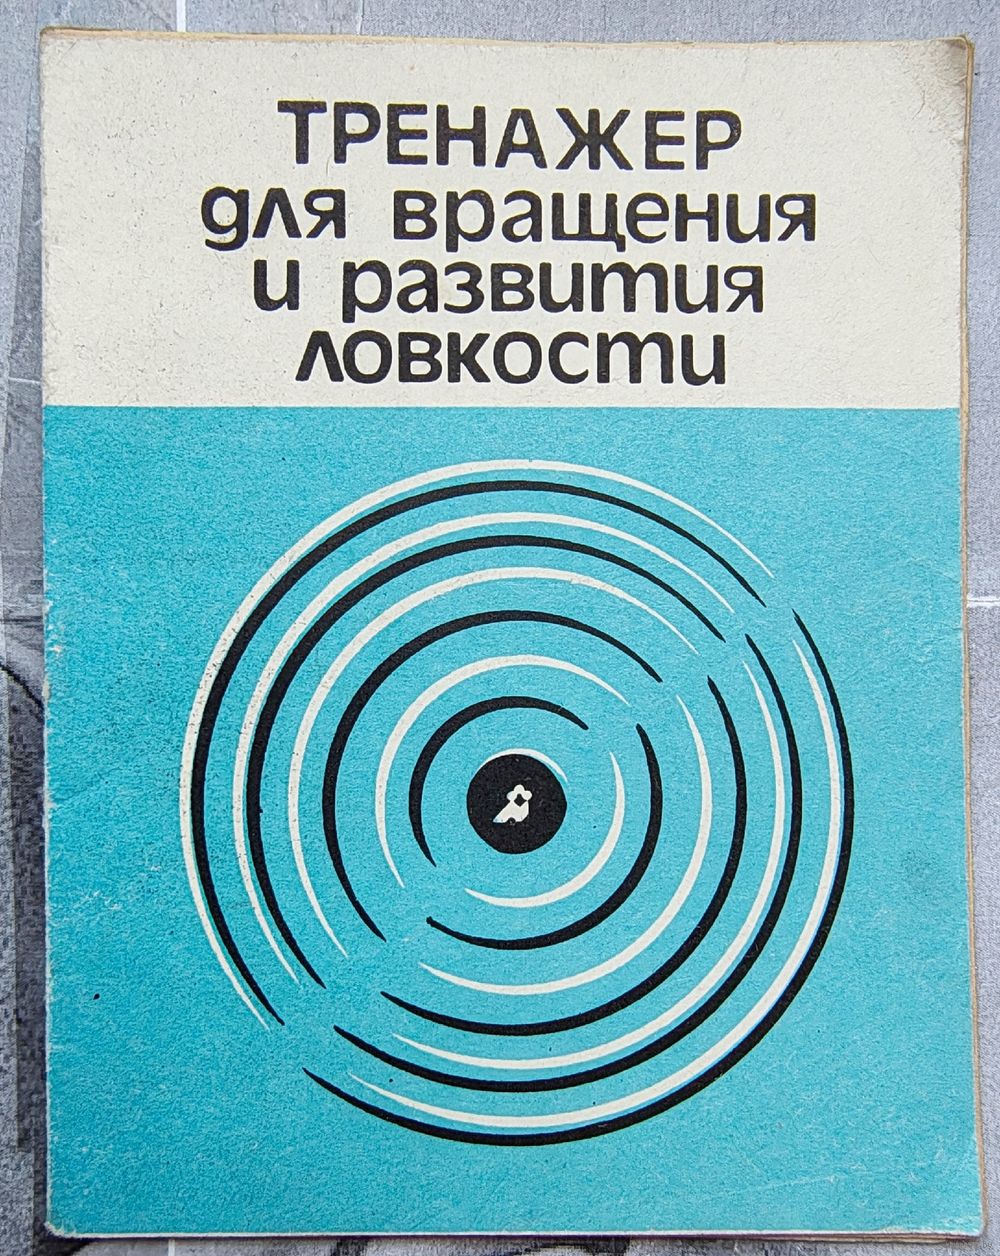 ТРЕНАЖЕР
для вращения
и развития
ловкости